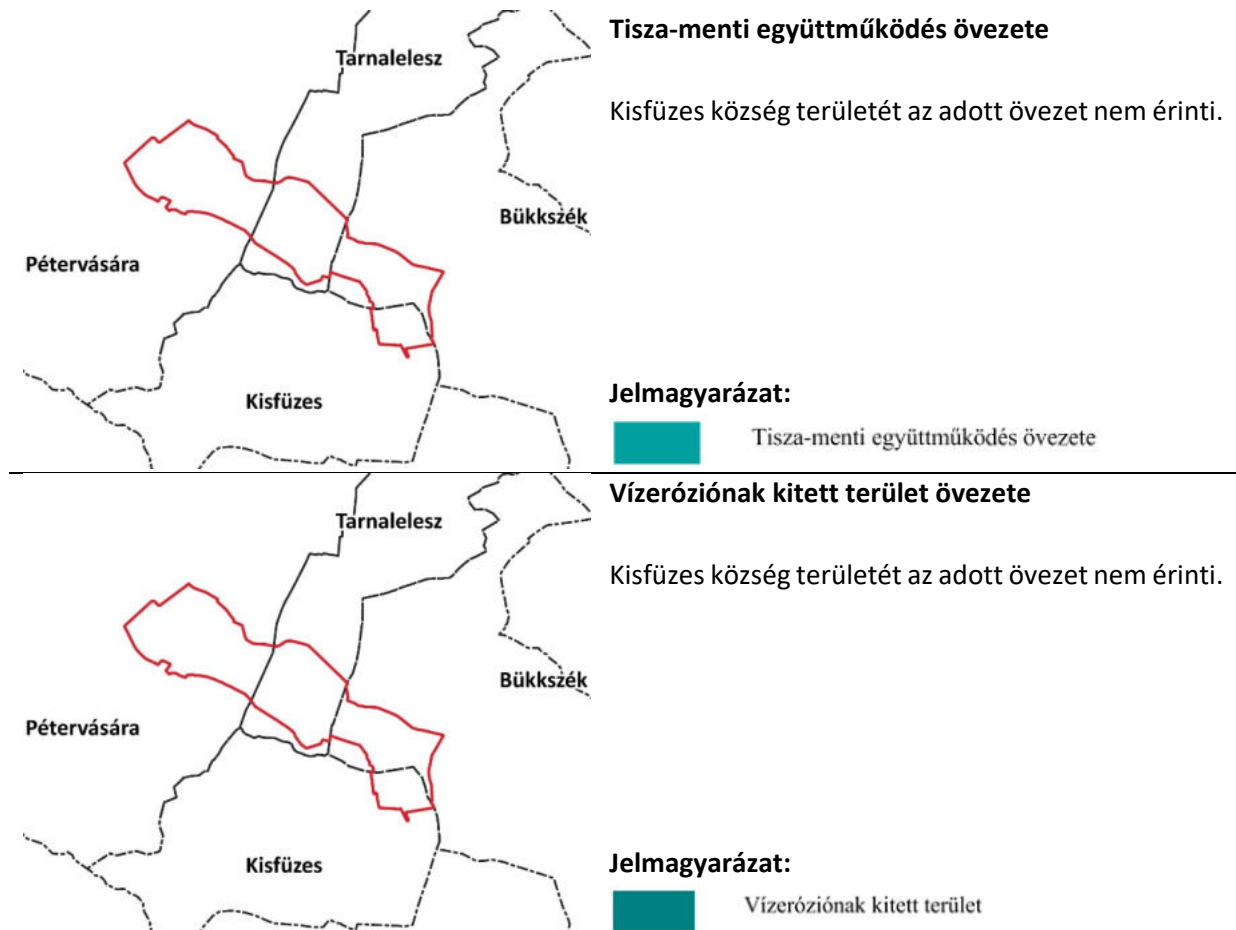 Tarnalelesz
Bükkszék
Pétervására
Kisfüzes
Tisza-menti együttműködés övezete
Kisfüzes község területét az adott övezet nem érinti.
Jelmagyarázat:
Tisza-menti együttműködés övezete
Tarnalelesz
Bükkszék
Pétervására
Kisfüzes
Vízeróziónak kitett terület övezete
Kisfüzes község területét az adott övezet nem érinti.
Jelmagyarázat:
Vízeróziónak kitett terület